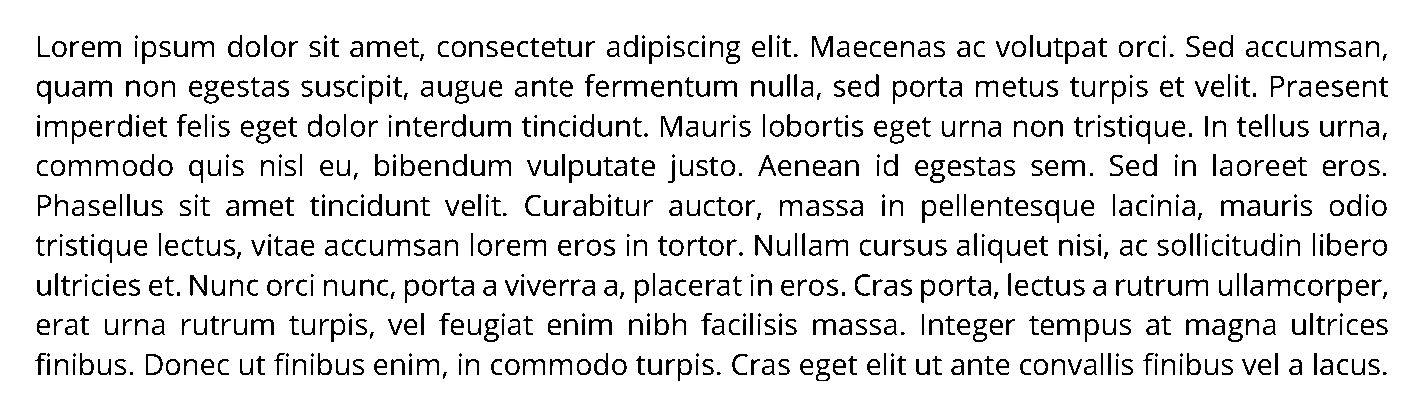 Lorem ipsum dolor sit amet, consectetur adipiscing elit. Maecenas ac volutpat orci. Sed accumsan,
quam non egestas suscipit, augue ante fermentum nulla, sed porta metus turpis et velit. Praesent
imperdiet felis eget dolor interdum tincidunt. Mauris lobortis eget urna non tristique. In tellus urna,
commodo quis nisl eu, bibendum vulputate justo. Aenean id egestas sem. Sed in laoreet eros.
Phasellus sit amet tincidunt velit. Curabitur auctor, massa in pellentesque lacinia, mauris odio
tristique lectus, vitae accumsan lorem eros in tortor. Nullam cursus aliquet nisi, ac sollicitudin libero
ultricies et. Nunc orci nunc, porta a viverra a, placerat in eros. Cras porta, lectus a rutrum ullamcorper,
erat urna rutrum turpis, vel feugiat enim nibh facilisis massa. Integer tempus at magna ultrices
finibus. Donec ut finibus enim, in commodo turpis. Cras eget elit ut ante convallis finibus vel a lacus.